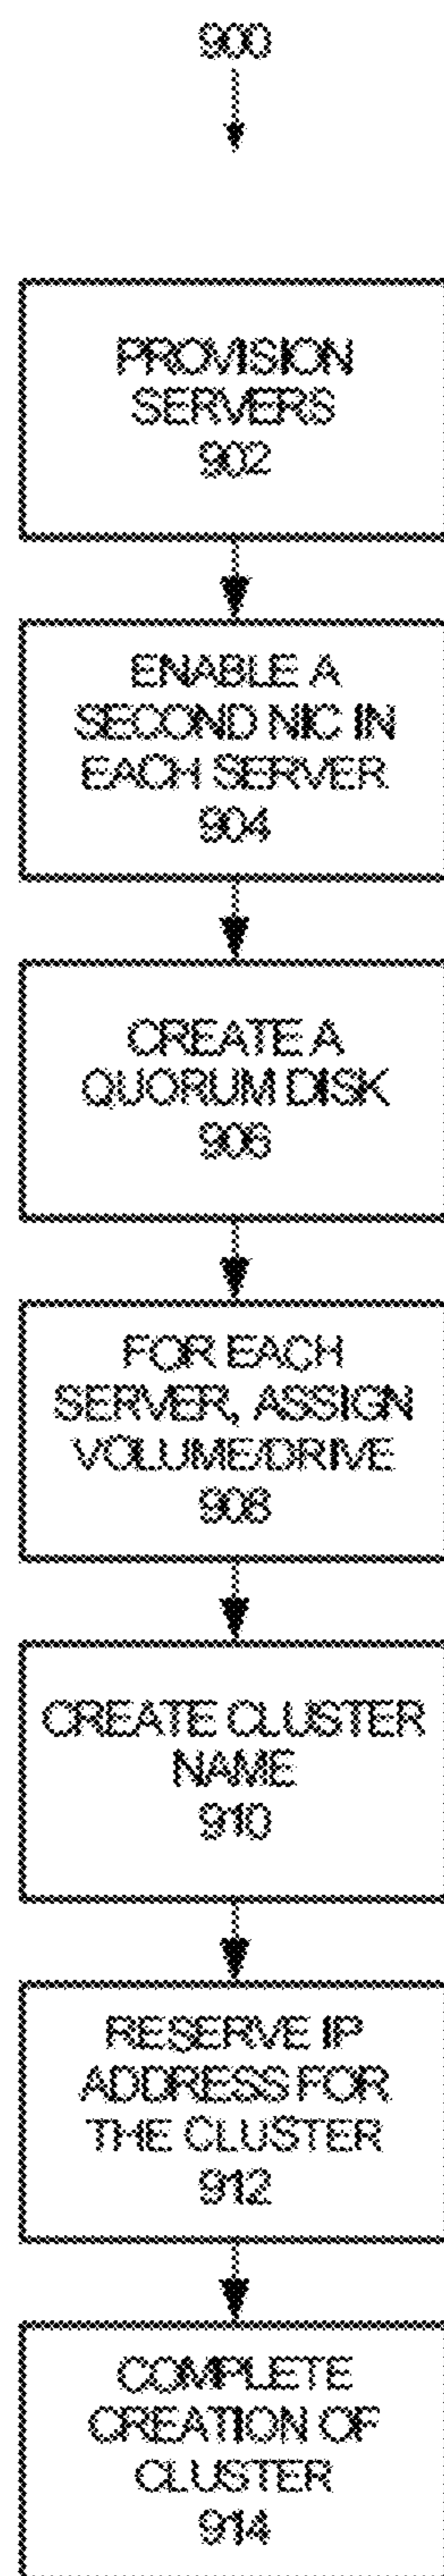 900
PROVISION
SERVERS
902
ENABLE A
SECOND NIC IN
EACH SERVER
904
CREATE A
QUORUM DISK
906
FOR EACH
SERVER, ASSIGN
VOLUME/DRIVE
908
CREATE CLUSTER
NAME
910
RESERVE IP
ADDRESS FOR
THE CLUSTER
912
COMPLETE
CREATION OF
CLUSTER
914